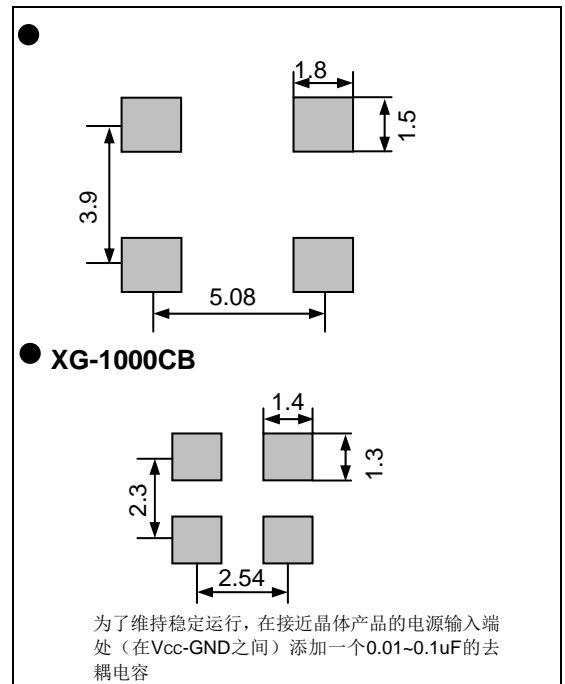 ●
1.8
1.5
3.9
5.08
● XG-1000CB
1.4
1.3
2.3
2.54
为了维持稳定运行，在接近晶体产品的电源输入端
处（在Vcc-GND之间）添加一个0.01~0.1uF的去
耦电容